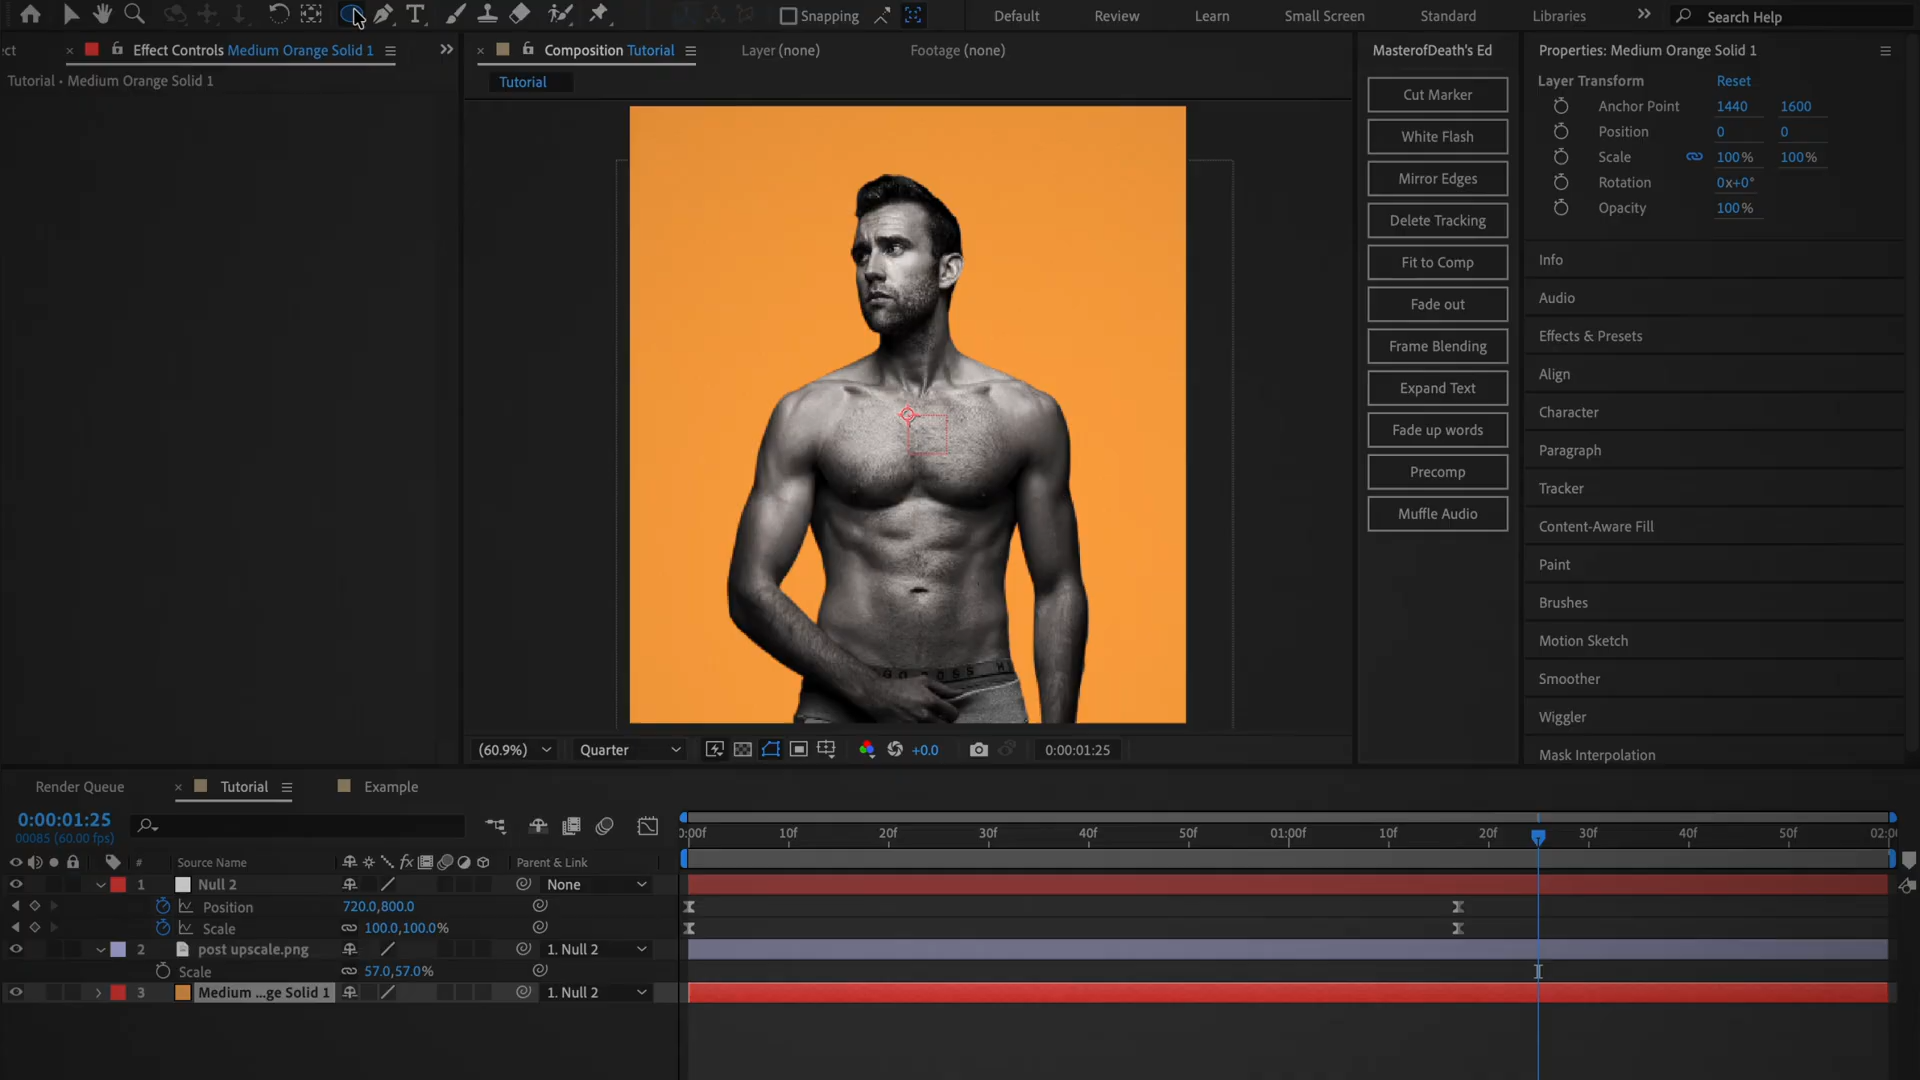 Snapping
Default
Review
Learn
Small Screen
Standard
Libraries
Search Help
ct
Effect Controls Medium Orange Solid 1
Composition Tutorial
Layer (none)
Footage (none)
MasterofDeath's Ed
Properties: Medium Orange Solid 1
Tutorial • Medium Orange Solid 1
Tutorial
Cut Marker
White Flash
Mirror Edges
Delete Tracking
Fit to Comp
Fade out
Frame Blending
Expand Text
Fade up words
Precomp
Muffle Audio
Layer Transform Reset
Anchor Point 1440 1600
Position 0 0
Scale 100% 100%
Rotation 0x+0°
Opacity 100%
Info
Audio
Effects & Presets
Align
Character
Paragraph
Tracker
Content-Aware Fill
Paint
Brushes
Motion Sketch
Smoother
Wiggler
Mask Interpolation
GO BOSS H
(60.9%) Quarter +0.0 0:00:01:25
Render Queue
Tutorial
Example
0:00:01:25
00085 (60.00 fps)
0:00f 10f 20f 30f 40f 50f 01:00f 10f 20f 30f 40f 50f 02:0
# Source Name fx Parent & Link
1 Null 2 None
Position 720.0,800.0
Scale 100.0,100.0%
2 post upscale.png 1. Null 2
Scale 57.0,57.0%
3 Medium ...ge Solid 1 1. Null 2